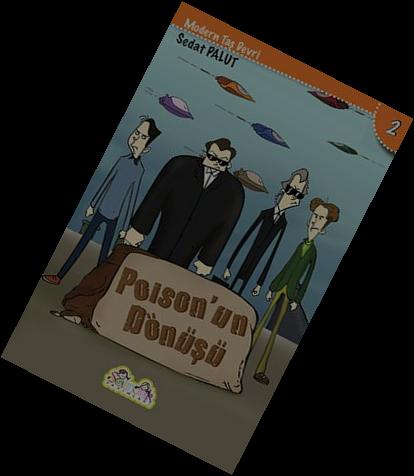 Modern Taş Devri
Sedat PALUT
2
Poison'un
Dönüşü